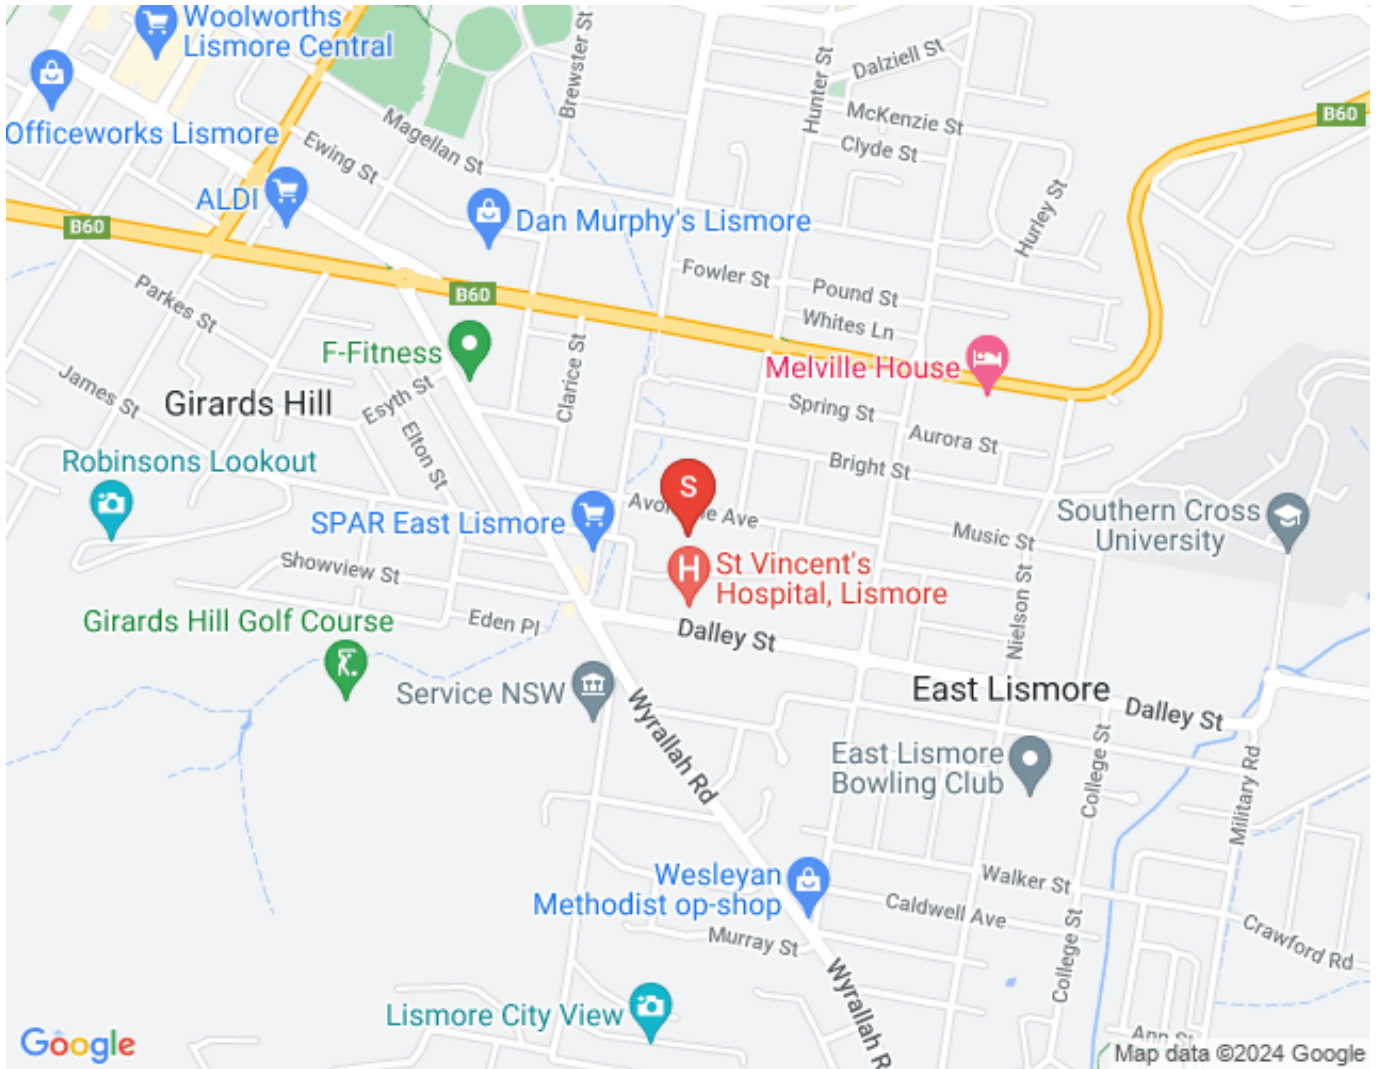 Woolworths
Lismore Central
Brewster St
Hunter St
Dalziell St
McKenzie St
Clyde St
B60
Officeworks Lismore
Ewing St
Magellan St
ALDI
Dan Murphy's Lismore
Hurley St
B60
Parkes St
Fowler St
Pound St
B60
Whites Ln
F-Fitness
Clarice St
Melville House
James St
Girards Hill
Esyth St
Spring St
Aurora St
Elton St
Robinsons Lookout
Bright St
S
SPAR East Lismore
Ave
Music St
Southern Cross
University
Showview St
H
St Vincent's
Hospital, Lismore
Nielson St
Girards Hill Golf Course
Eden Pl
Dalley St
Service NSW
Wyrallah Rd
East Lismore
Dalley St
East Lismore
Bowling Club
College St
Military Rd
Wesleyan
Methodist op-shop
Walker St
Caldwell Ave
Crawford Rd
Murray St
College St
Wyrallah R
Lismore City View
Ann St
Google
Map data ©2024 Google